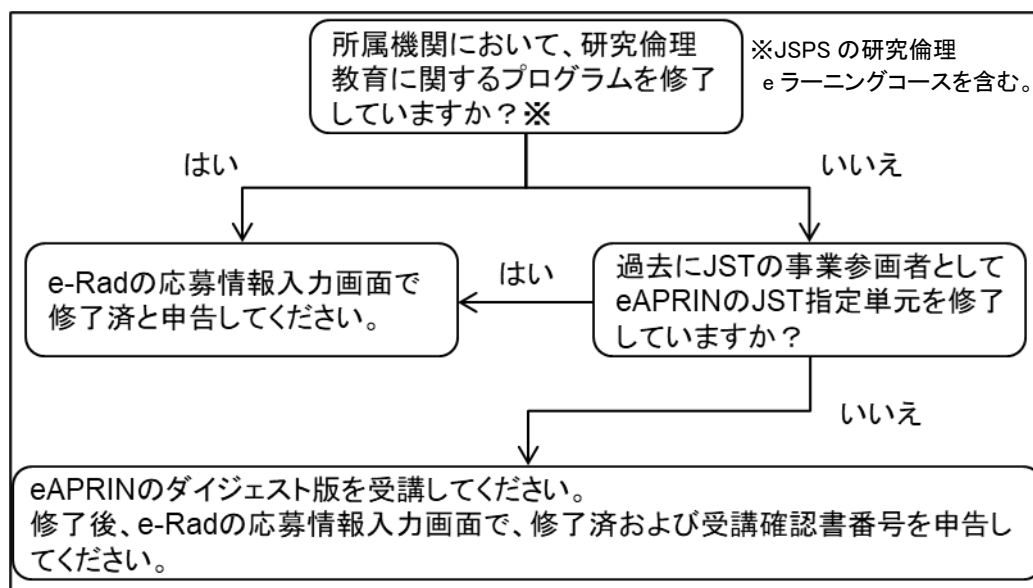 所属機関において、研究倫理
教育に関するプログラムを修了
していますか？※
※JSPS の研究倫理
e ラーニングコースを含む。
はい
いいえ
e-Radの応募情報入力画面で
修了済と申告してください。
はい
過去にJSTの事業参画者として
eAPRINのJST指定単元を修了
していますか？
いいえ
eAPRINのダイジェスト版を受講してください。
修了後、e-Radの応募情報入力画面で、修了済および受講確認書番号を申告し
てください。